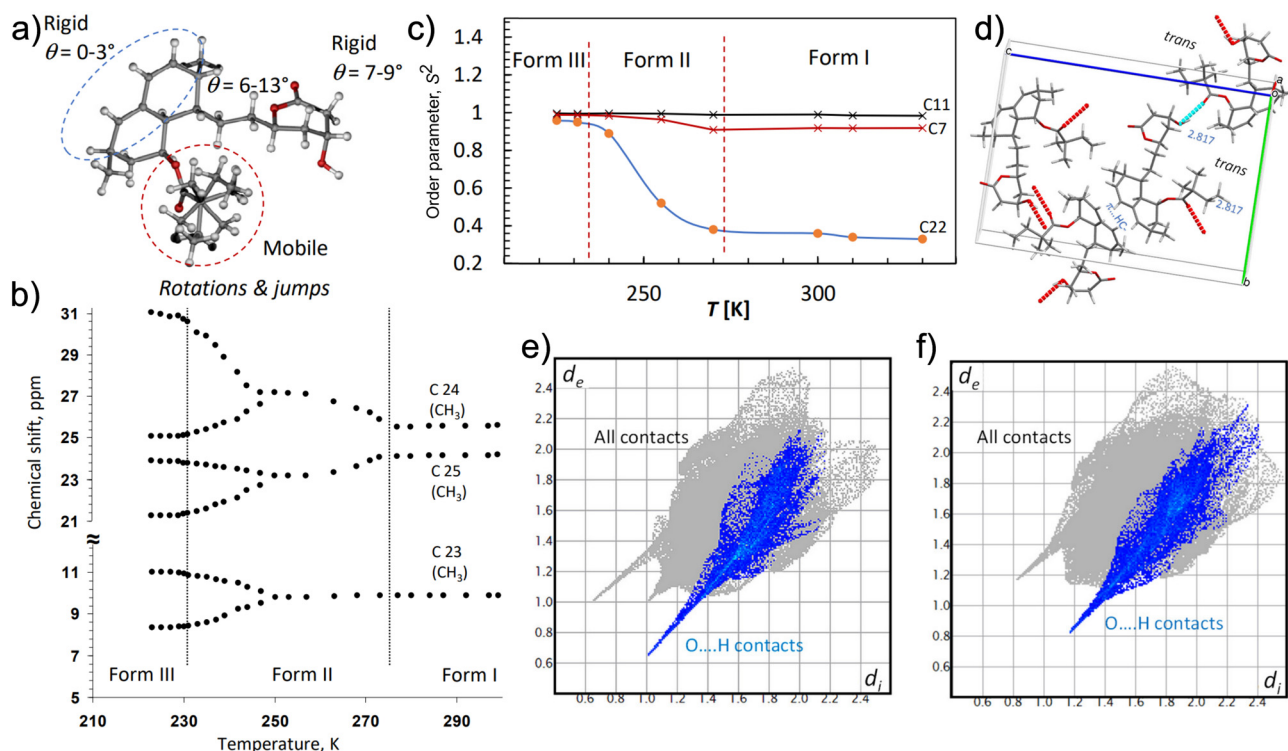 a)
Rigid
θ = 0-3°
θ = 6-13°
Rigid
θ = 7-9°
Mobile
Rotations & jumps
b)
Chemical shift, ppm
31
29
27
25
23
21
≈
11
9
7
5
C 24
(CH3)
C 25
(CH3)
C 23
(CH3)
Form III
Form II
Form I
210
230
250
270
290
Temperature, K
c)
Order parameter, S²
1.4
1.2
1
0.8
0.6
0.4
0.2
Form III
Form II
Form I
C11
C7
C22
250
300
T [K]
d)
trans
c
a
o
2.817
trans
2.817
π...HC
b
e)
de
2.4
2.2
2.0
1.8
1.6
1.4
1.2
1.0
0.8
0.6
All contacts
O....H contacts
di
0.6 0.8 1.0 1.2 1.4 1.6 1.8 2.0 2.2 2.4
f)
de
2.4
2.2
2.0
1.8
1.6
1.4
1.2
1.0
0.8
0.6
All contacts
O....H contacts
di
0.6 0.8 1.0 1.2 1.4 1.6 1.8 2.0 2.2 2.4